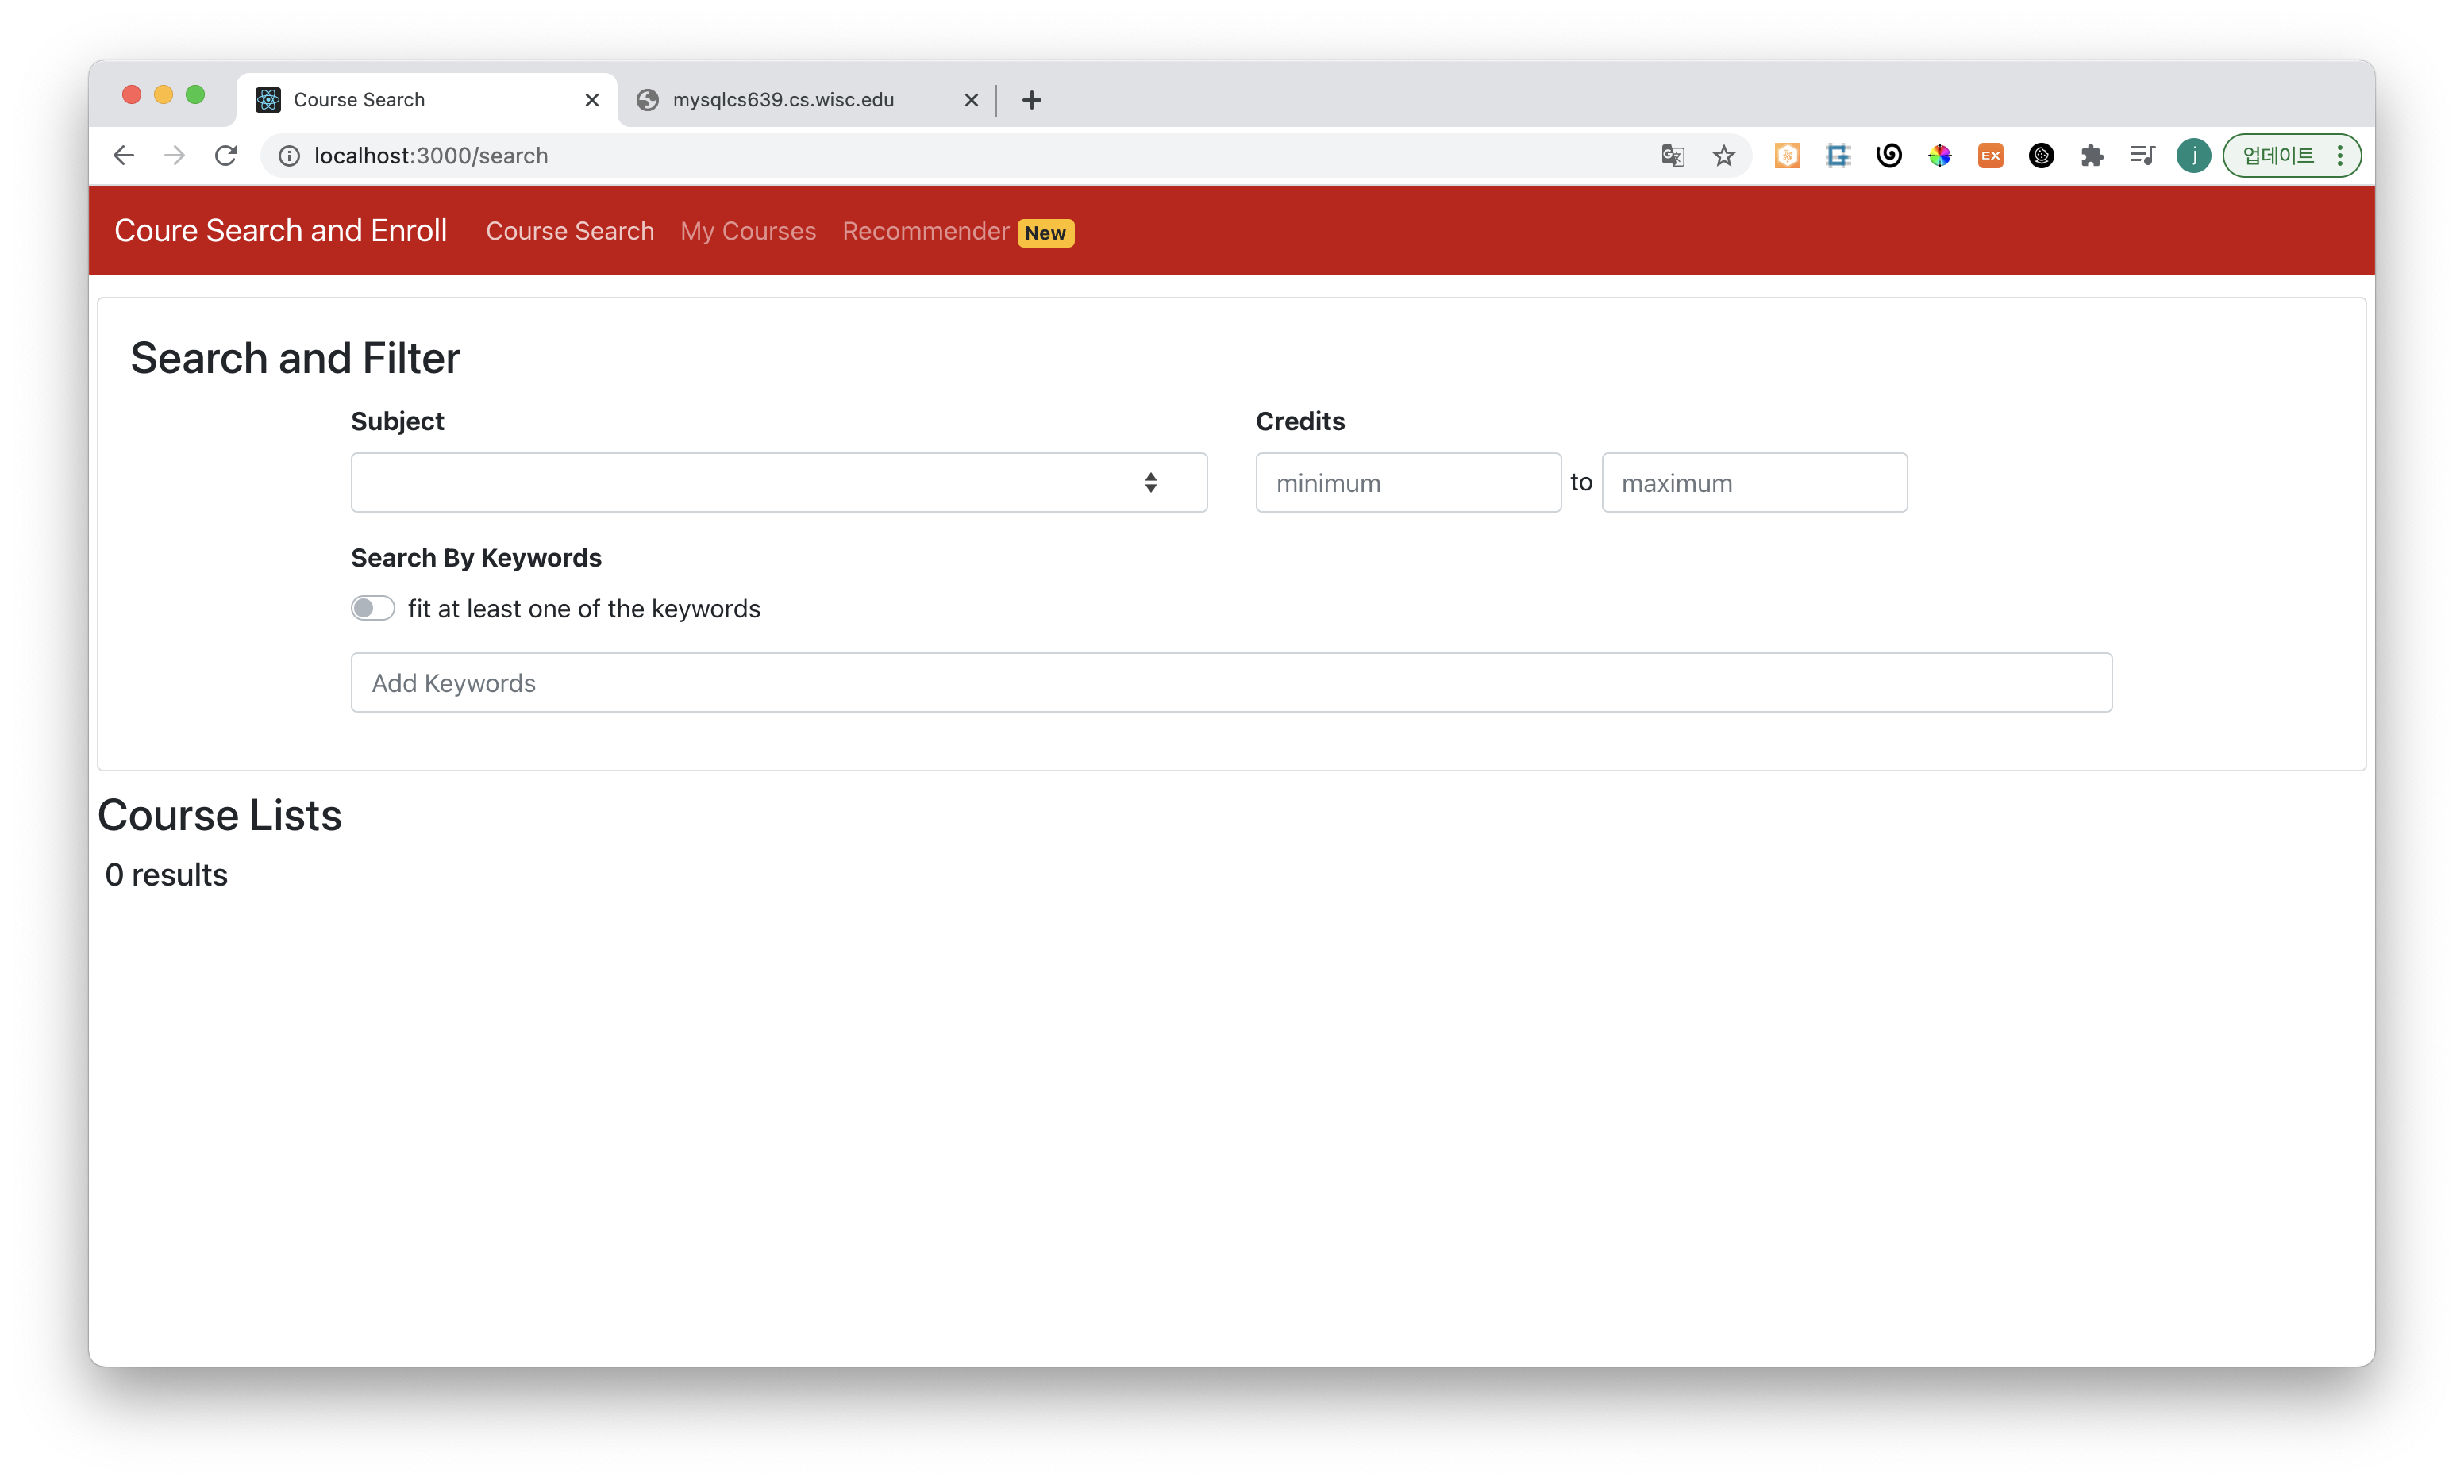 Course Search
mysqlcs639.cs.wisc.edu
localhost:3000/search
EX
j
업데이트
Coure Search and Enroll
Course Search
My Courses
Recommender New
Search and Filter
Subject
Credits
minimum to maximum
Search By Keywords
fit at least one of the keywords
Add Keywords
Course Lists
0 results